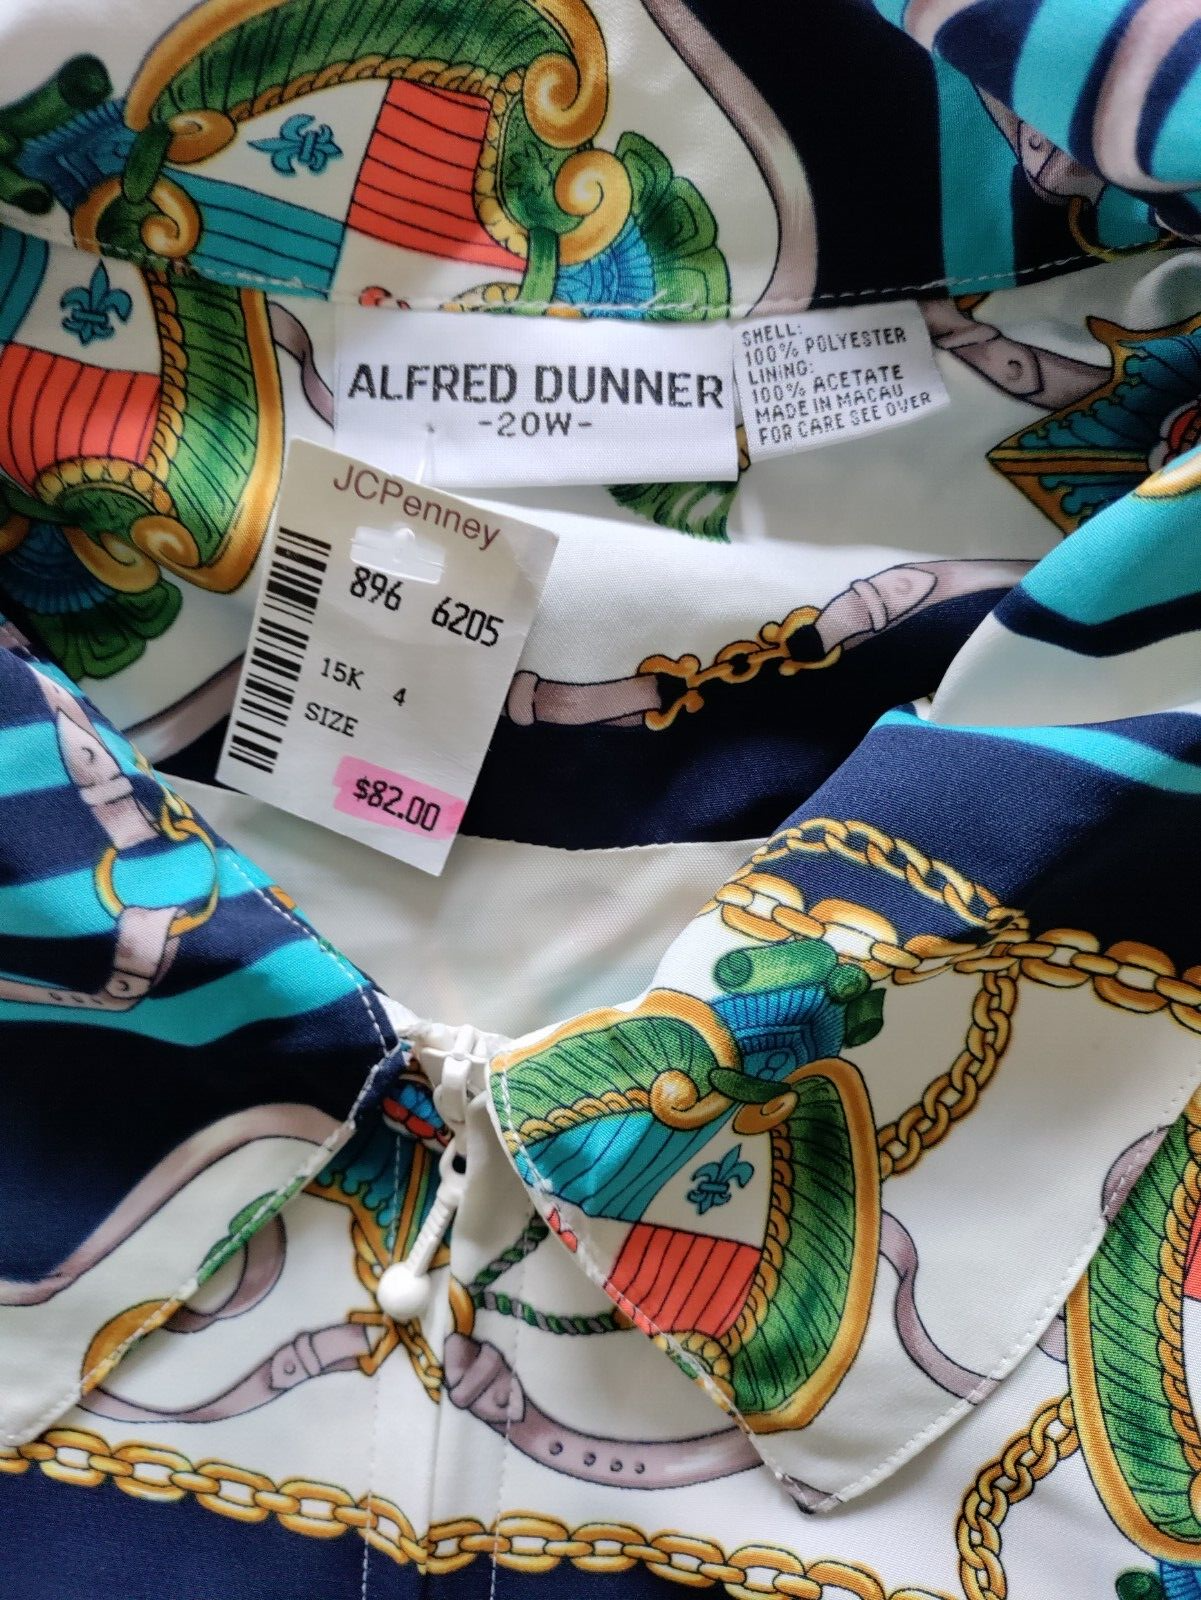 ALFRED DUNNER
-20W-
SHELL:
100% POLYESTER
LINING:
100% ACETATE
MADE IN MACAU
FOR CARE SEE OVER
JCPenney
896 6205
15K 4
SIZE
$82.00